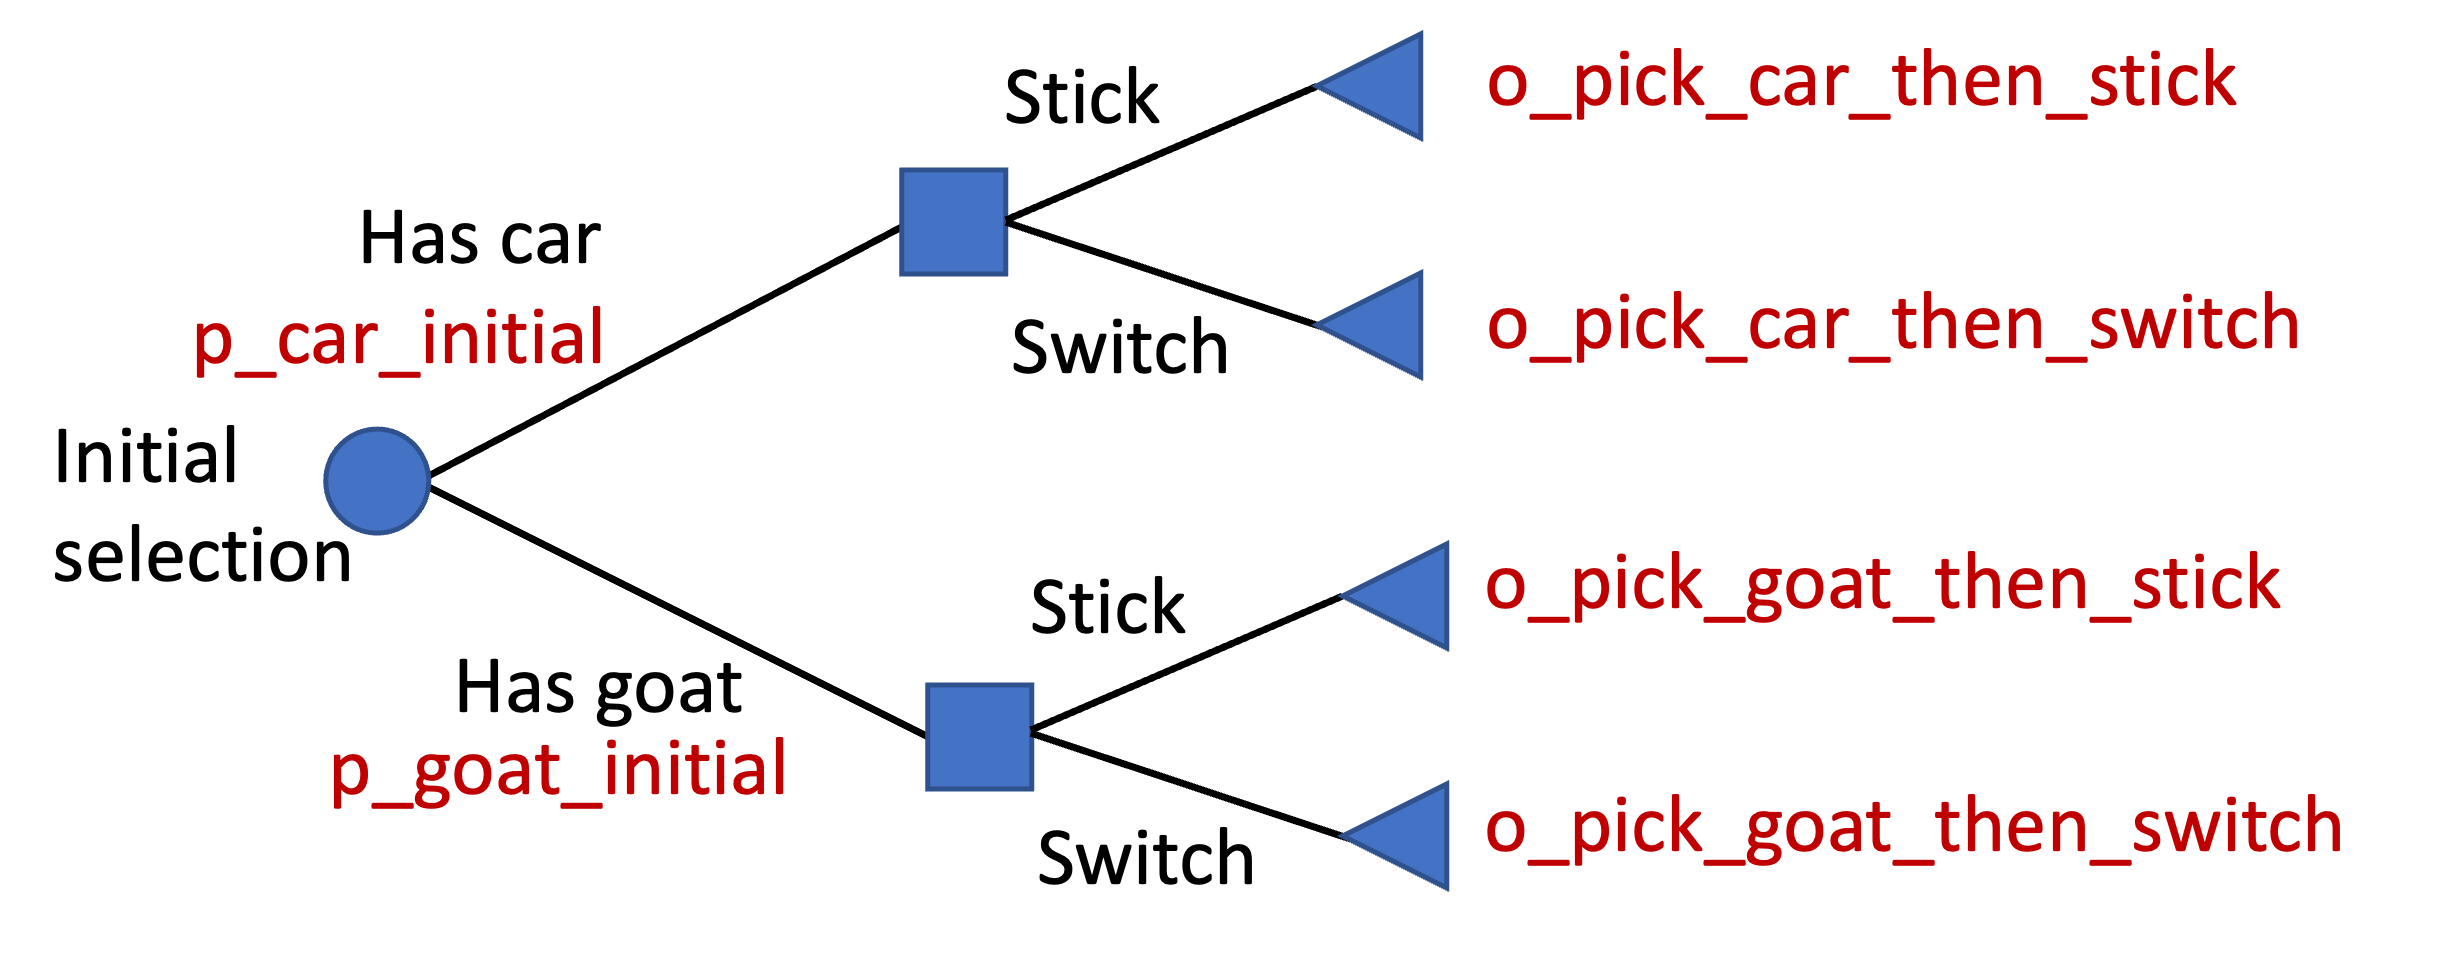 Stick
o_pick_car_then_stick
Has car
p_car_initial
Switch
o_pick_car_then_switch
Initial
selection
Stick
o_pick_goat_then_stick
Has goat
p_goat_initial
Switch
o_pick_goat_then_switch